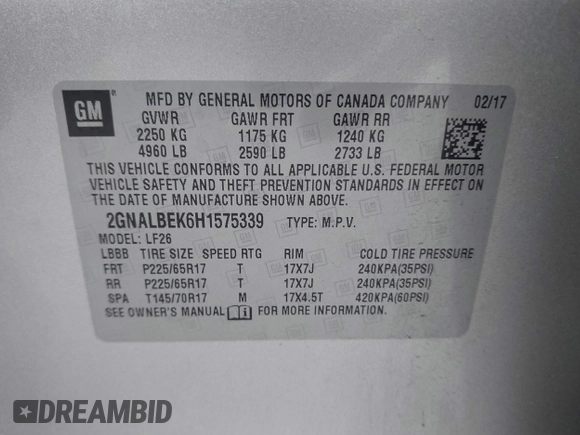 GM
MFD BY GENERAL MOTORS OF CANADA COMPANY 02/17
GVWR GAWR FRT GAWR RR
2250 KG 1175 KG 1240 KG
4960 LB 2590 LB 2733 LB
THIS VEHICLE CONFORMS TO ALL APPLICABLE U.S. FEDERAL MOTOR
VEHICLE SAFETY AND THEFT PREVENTION STANDARDS IN EFFECT ON
THE DATE OF MANUFACTURE SHOWN ABOVE.
2GNALBEK6H1575339 TYPE: M.P.V.
MODEL: LF26
LBBB TIRE SIZE SPEED RTG RIM COLD TIRE PRESSURE
FRT P225/65R17 T 17X7J 240KPA(35PSI)
RR P225/65R17 T 17X7J 240KPA(35PSI)
SPA T145/70R17 M 17X4.5T 420KPA(60PSI)
SEE OWNER'S MANUAL FOR MORE INFORMATION.
DREAMBID